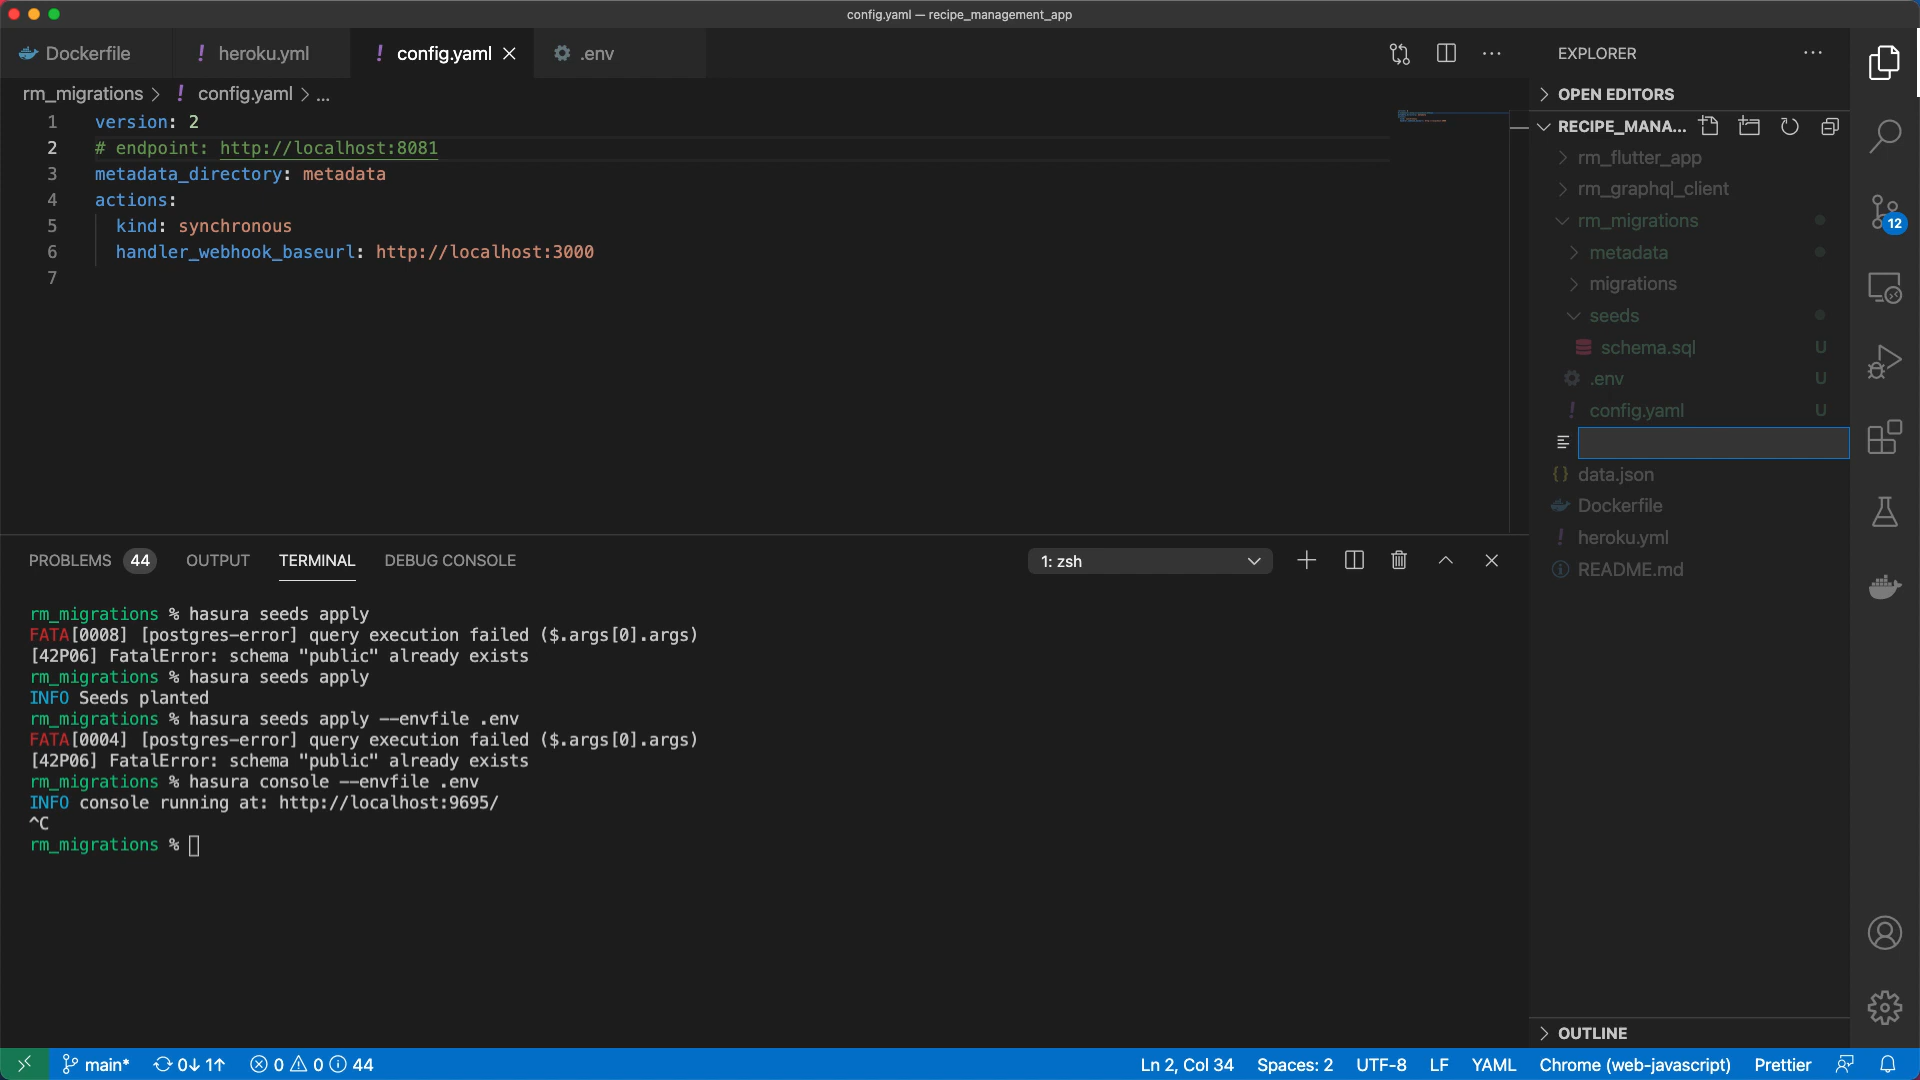 config.yaml — recipe_management_app
Dockerfile
heroku.yml
config.yaml
.env
rm_migrations > config.yaml > ...
1 version: 2
2 # endpoint: http://localhost:8081
3 metadata_directory: metadata
4 actions:
5 kind: synchronous
6 handler_webhook_baseurl: http://localhost:3000
7
EXPLORER
OPEN EDITORS
RECIPE_MANA...
rm_flutter_app
rm_graphql_client
rm_migrations
metadata
migrations
seeds
schema.sql U
.env U
config.yaml U
data.json
Dockerfile
heroku.yml
README.md
OUTLINE
12
PROBLEMS 44 OUTPUT TERMINAL DEBUG CONSOLE
1: zsh
rm_migrations % hasura seeds apply
FATA[0008] [postgres-error] query execution failed ($.args[0].args)
[42P06] FatalError: schema "public" already exists
rm_migrations % hasura seeds apply
INFO Seeds planted
rm_migrations % hasura seeds apply --envfile .env
FATA[0004] [postgres-error] query execution failed ($.args[0].args)
[42P06] FatalError: schema "public" already exists
rm_migrations % hasura console --envfile .env
INFO console running at: http://localhost:9695/
^C
rm_migrations %
main* 0↓ 1↑ 0 0 44
Ln 2, Col 34 Spaces: 2 UTF-8 LF YAML Chrome (web-javascript) Prettier